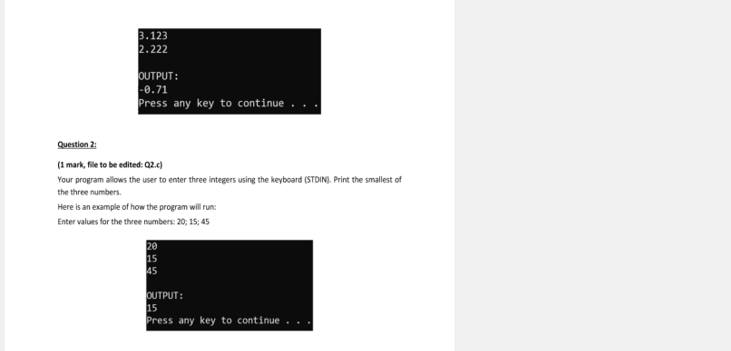 3.123
2.222
OUTPUT:
-0.71
Press any key to continue . . .
Question 2:
(1 mark, file to be edited: Q2.c)
Your program allows the user to enter three integers using the keyboard (STDIN). Print the smallest of
the three numbers.
Here is an example of how the program will run:
Enter values for the three numbers: 20; 15; 45
20
15
45
OUTPUT:
15
Press any key to continue . . .